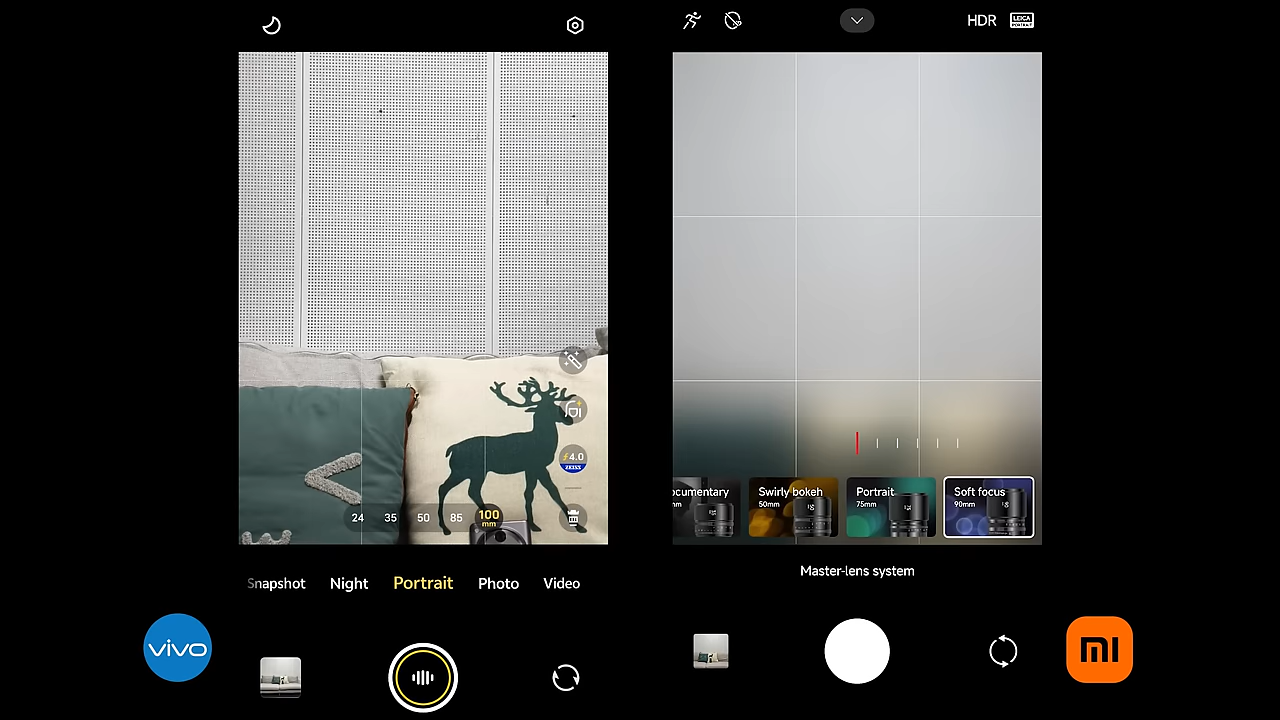 HDR
LEICA
PORTRAIT
4.0
ZEISS
24 35 50 85 100
mm
Snapshot Night Portrait Photo Video
vivo
ocumentary
Swirly bokeh
50mm
Portrait
75mm
Soft focus
90mm
Master-lens system
mi